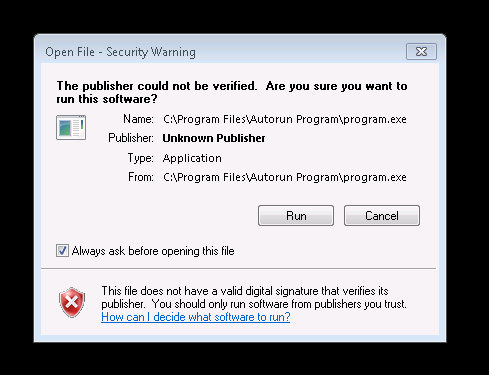 Open File - Security Warning
The publisher could not be verified. Are you sure you want to
run this software?
Name: C:\Program Files\Autorun Program\program.exe
Publisher: Unknown Publisher
Type: Application
From: C:\Program Files\Autorun Program\program.exe
Run Cancel
Always ask before opening this file
This file does not have a valid digital signature that verifies its
publisher. You should only run software from publishers you trust.
How can I decide what software to run?